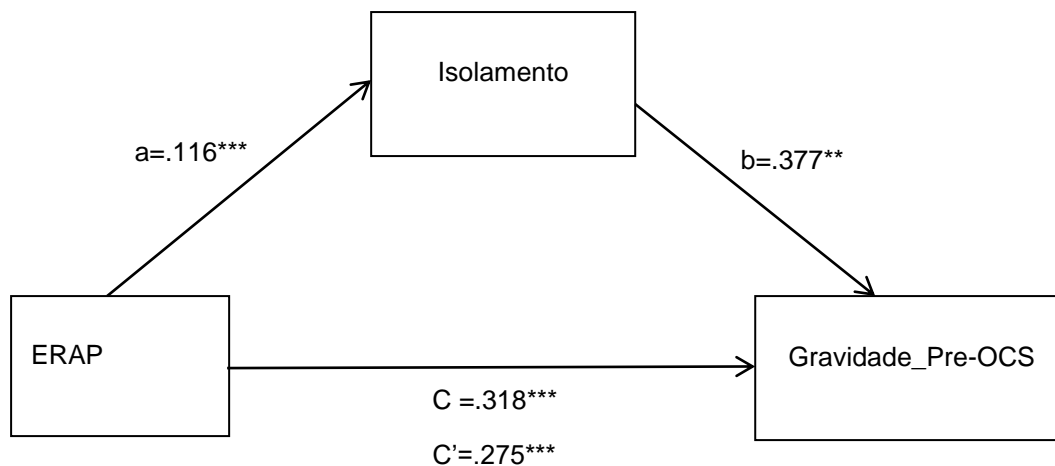 Isolamento
a=.116***
b=.377**
ERAP
Gravidade_Pre-OCS
C =.318***
C’=.275***